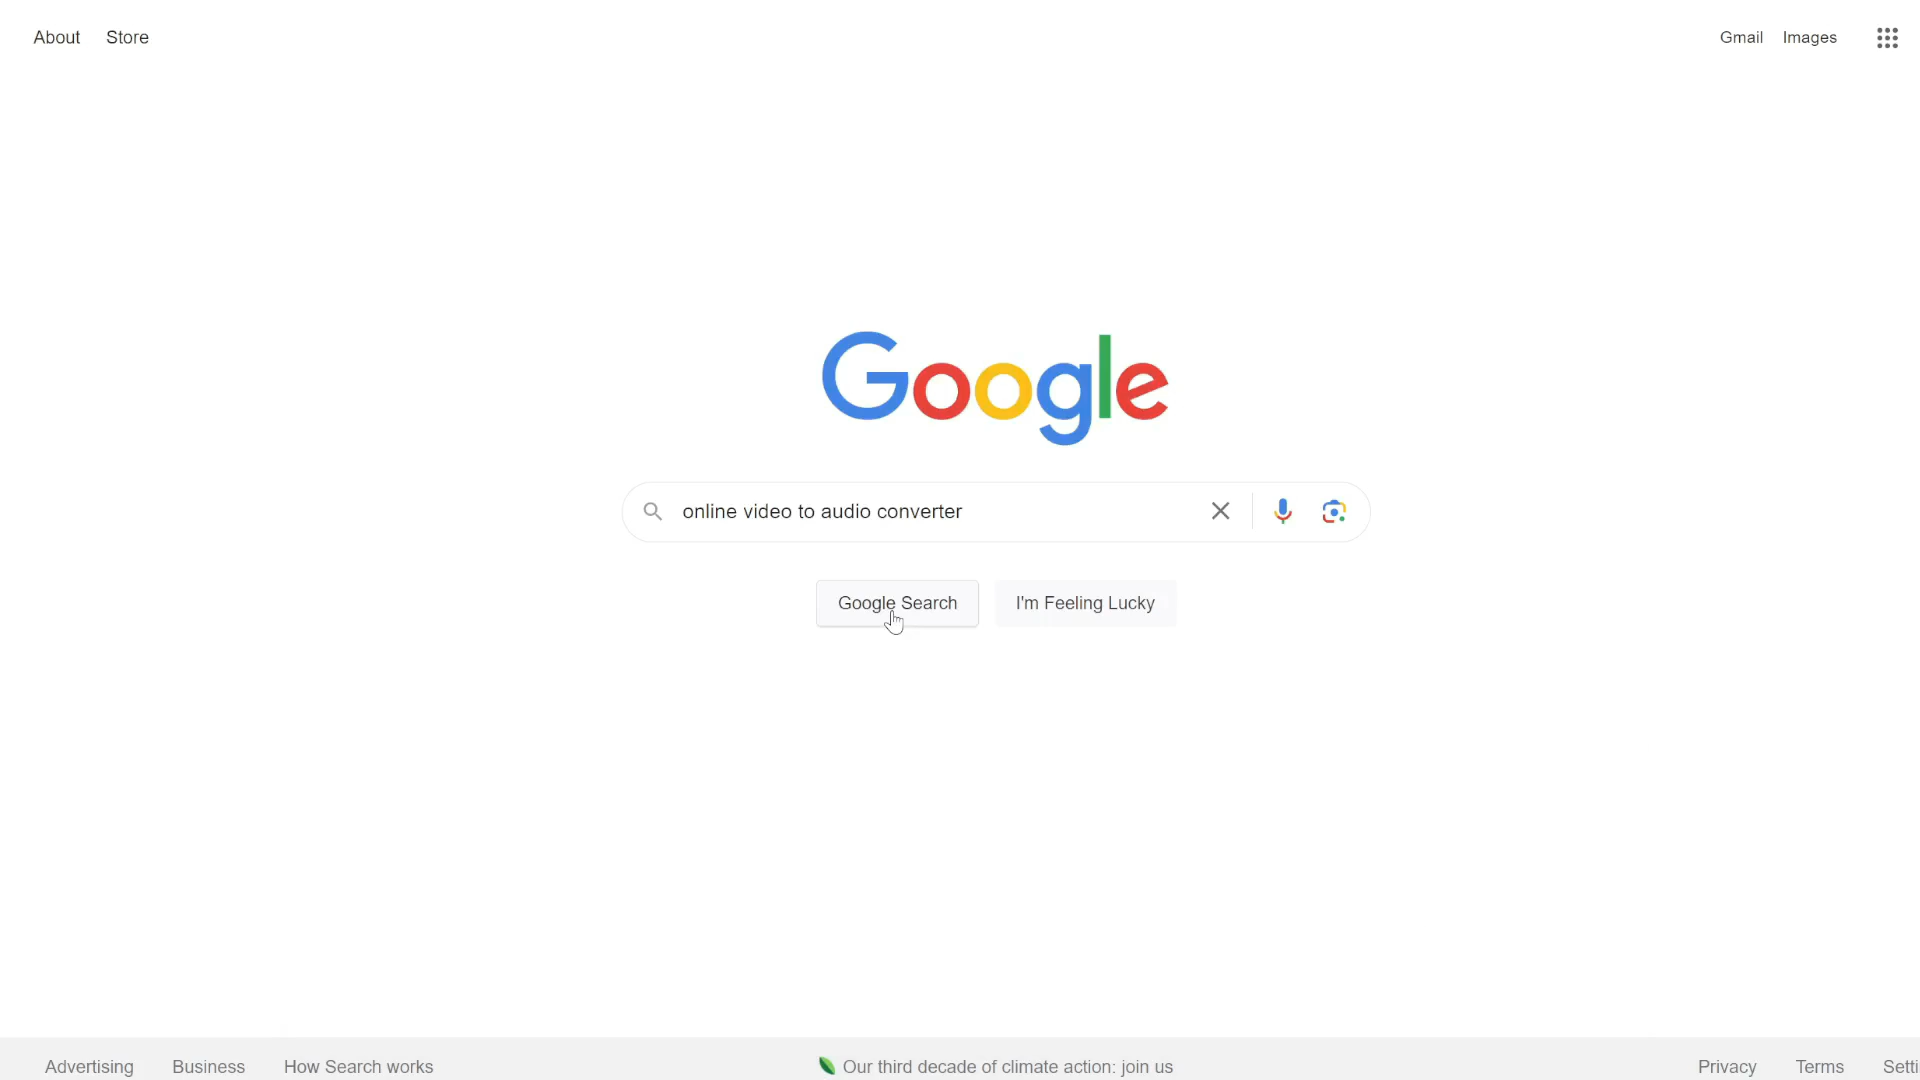 About Store
Gmail Images
Google
online video to audio converter
Google Search I'm Feeling Lucky
Advertising Business How Search works
Our third decade of climate action: join us
Privacy Terms Setti